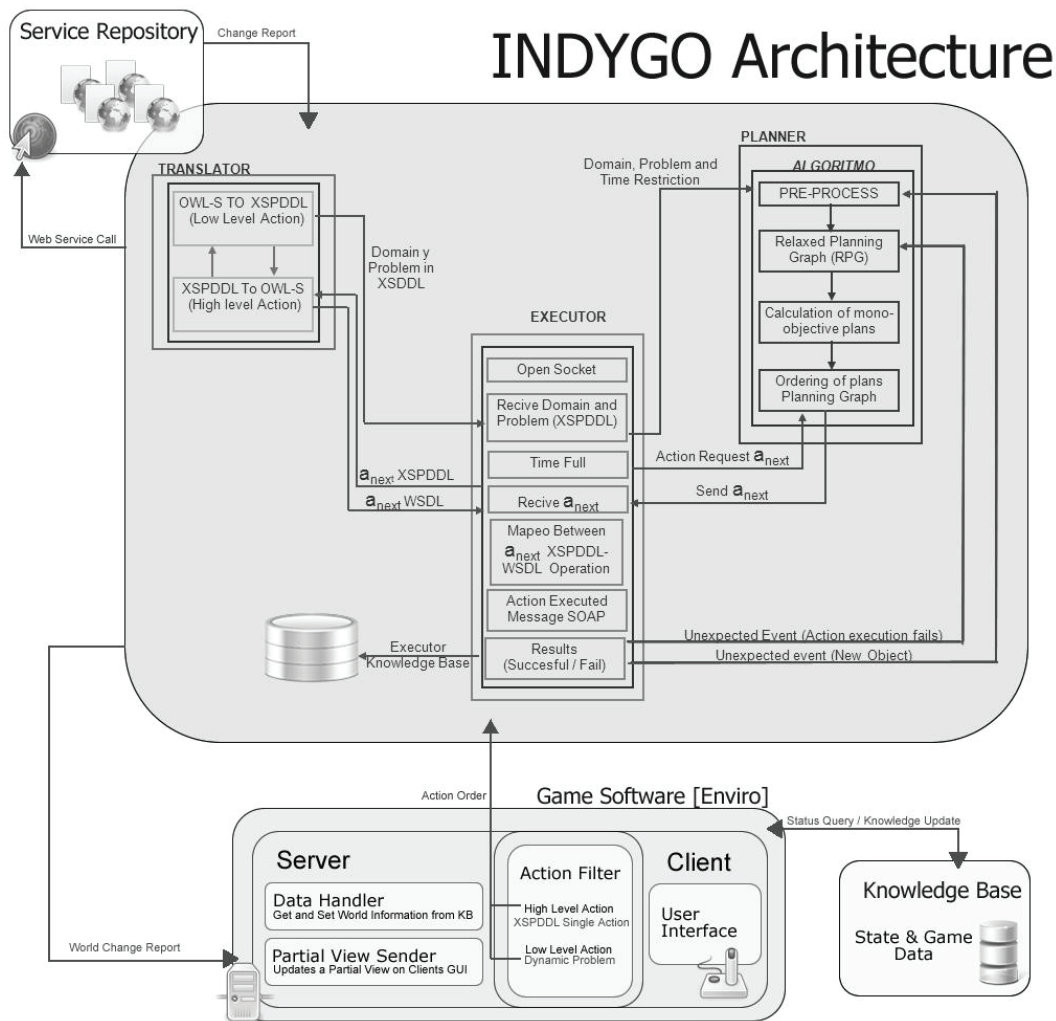 Service Repository
Change Report
INDYGO Architecture
Web Service Call
TRANSLATOR
OWL-S TO XSPDDL
(Low Level Action)
XSPDDL To OWL-S
(High level Action)
Domain y
Problem in
XSDDL
EXECUTOR
Open Socket
Recive Domain and
Problem (XSPDDL)
Time Full
Recive anext
Mapeo Between
anext XSPDDL-
WSDL Operation
Action Executed
Message SOAP
Results
(Succesful / Fail)
anext XSPDDL
anext WSDL
Executor
Knowledge Base
Domain, Problem and
Time Restriction
PLANNER
ALGORITMO
PRE-PROCESS
Relaxed Planning
Graph (RPG)
Calculation of mono-
objective plans
Ordering of plans
Planning Graph
Action Request anext
Send anext
Unexpected Event (Action execution fails)
Unexpected event (New Object)
Action Order
World Change Report
Game Software [Enviro]
Server
Data Handler
Get and Set World Information from KB
Partial View Sender
Updates a Partial View on Clients GUI
Action Filter
High Level Action
XSPDDL Single Action
Low Level Action
Dynamic Problem
Client
User
Interface
Status Query / Knowledge Update
Knowledge Base
State & Game
Data